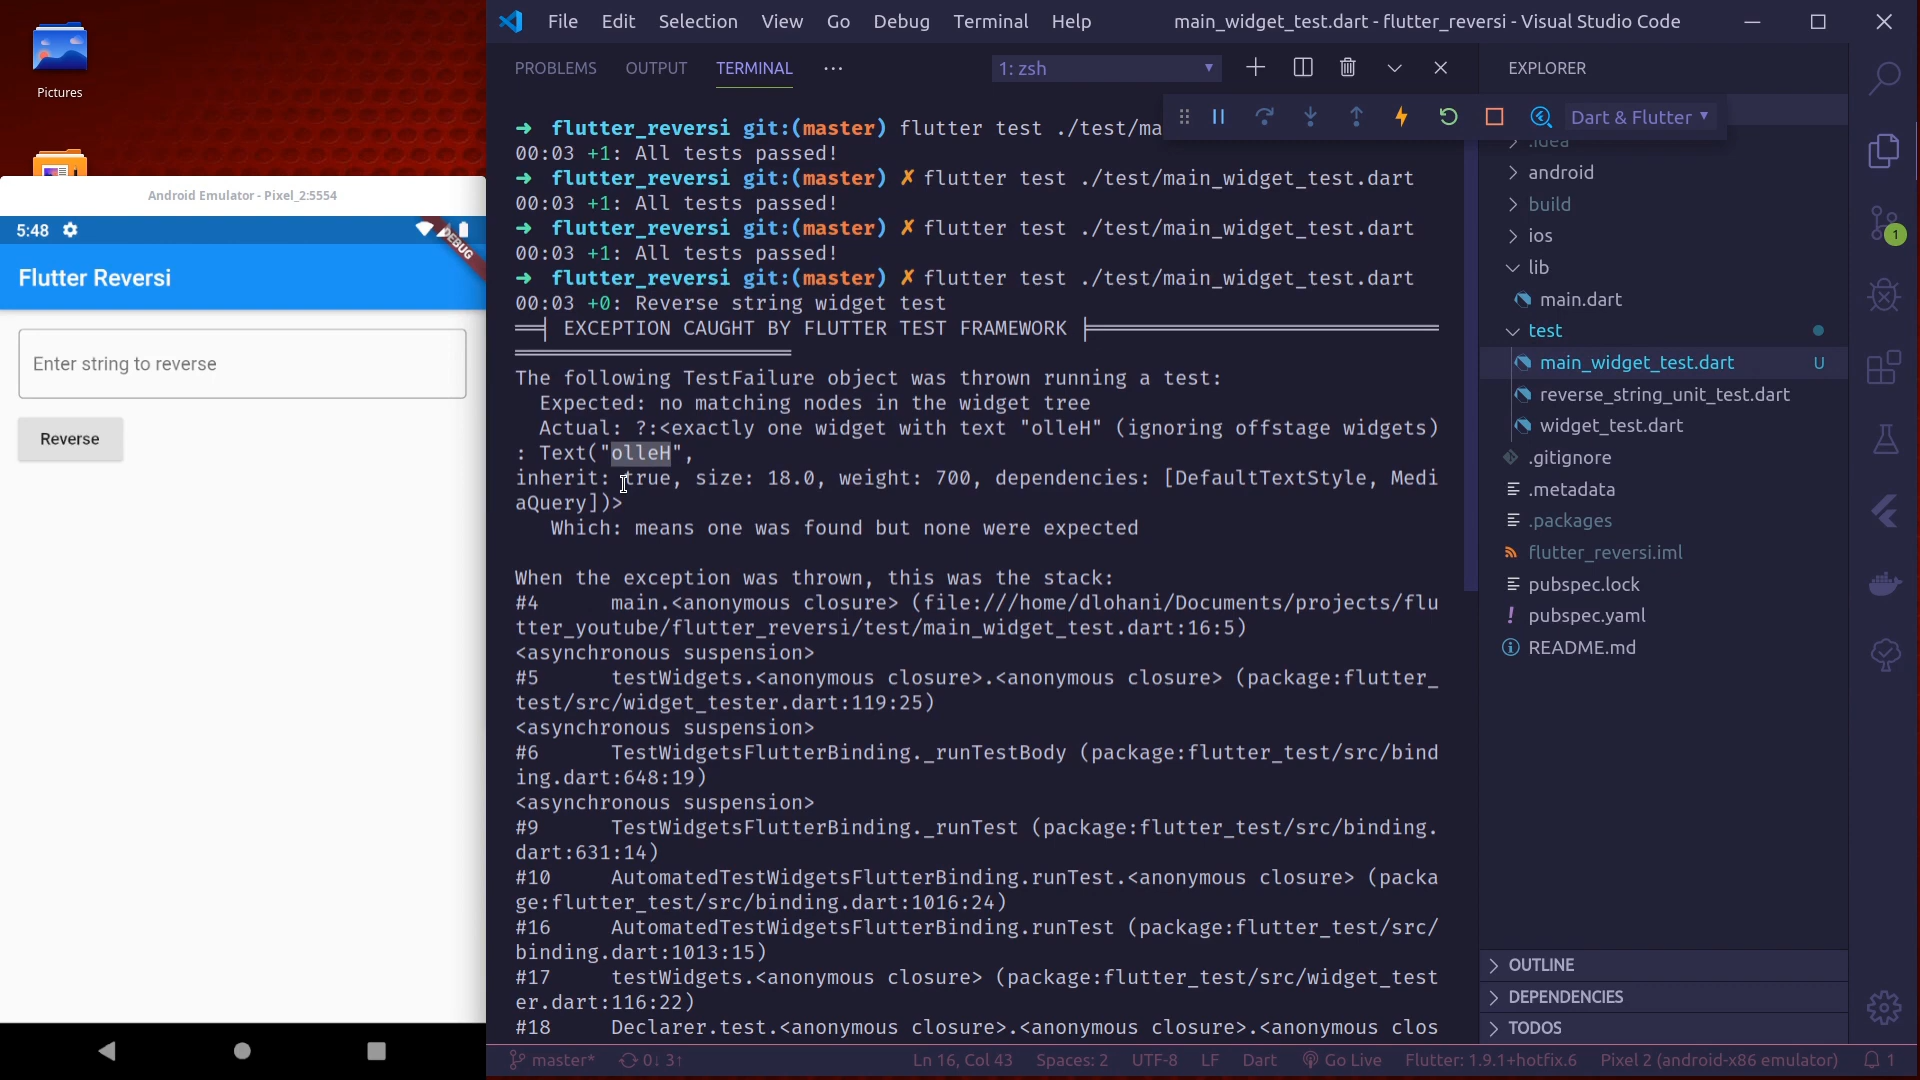 Pictures
Android Emulator - Pixel_2:5554
5:48
DEBUG
Flutter Reversi
Enter string to reverse
Reverse
File Edit Selection View Go Debug Terminal Help
main_widget_test.dart - flutter_reversi - Visual Studio Code
PROBLEMS OUTPUT TERMINAL ···
1: zsh
➜ flutter_reversi git:(master) flutter test ./test/ma
00:03 +1: All tests passed!
➜ flutter_reversi git:(master) ✗ flutter test ./test/main_widget_test.dart
00:03 +1: All tests passed!
➜ flutter_reversi git:(master) ✗ flutter test ./test/main_widget_test.dart
00:03 +1: All tests passed!
➜ flutter_reversi git:(master) ✗ flutter test ./test/main_widget_test.dart
00:03 +0: Reverse string widget test
══╡ EXCEPTION CAUGHT BY FLUTTER TEST FRAMEWORK ╞═════════════════════════════
═══════════════════════
The following TestFailure object was thrown running a test:
Expected: no matching nodes in the widget tree
Actual: ?:<exactly one widget with text "olleH" (ignoring offstage widgets)
: Text("olleH",
inherit: true, size: 18.0, weight: 700, dependencies: [DefaultTextStyle, Medi
aQuery])>
Which: means one was found but none were expected
When the exception was thrown, this was the stack:
#4 main.<anonymous closure> (file:///home/dlohani/Documents/projects/flu
tter_youtube/flutter_reversi/test/main_widget_test.dart:16:5)
<asynchronous suspension>
#5 testWidgets.<anonymous closure>.<anonymous closure> (package:flutter_
test/src/widget_tester.dart:119:25)
<asynchronous suspension>
#6 TestWidgetsFlutterBinding._runTestBody (package:flutter_test/src/bind
ing.dart:648:19)
<asynchronous suspension>
#9 TestWidgetsFlutterBinding._runTest (package:flutter_test/src/binding.
dart:631:14)
#10 AutomatedTestWidgetsFlutterBinding.runTest.<anonymous closure> (packa
ge:flutter_test/src/binding.dart:1016:24)
#16 AutomatedTestWidgetsFlutterBinding.runTest (package:flutter_test/src/
binding.dart:1013:15)
#17 testWidgets.<anonymous closure> (package:flutter_test/src/widget_test
er.dart:116:22)
#18 Declarer.test.<anonymous closure>.<anonymous closure>.<anonymous clos
Dart & Flutter
EXPLORER
.idea
android
build
ios
lib
main.dart
test
main_widget_test.dart U
reverse_string_unit_test.dart
widget_test.dart
.gitignore
.metadata
.packages
flutter_reversi.iml
pubspec.lock
pubspec.yaml
README.md
OUTLINE
DEPENDENCIES
TODOS
1
master* 0↓ 3↑ Ln 16, Col 43 Spaces: 2 UTF-8 LF Dart Go Live Flutter: 1.9.1+hotfix.6 Pixel 2 (android-x86 emulator) 1